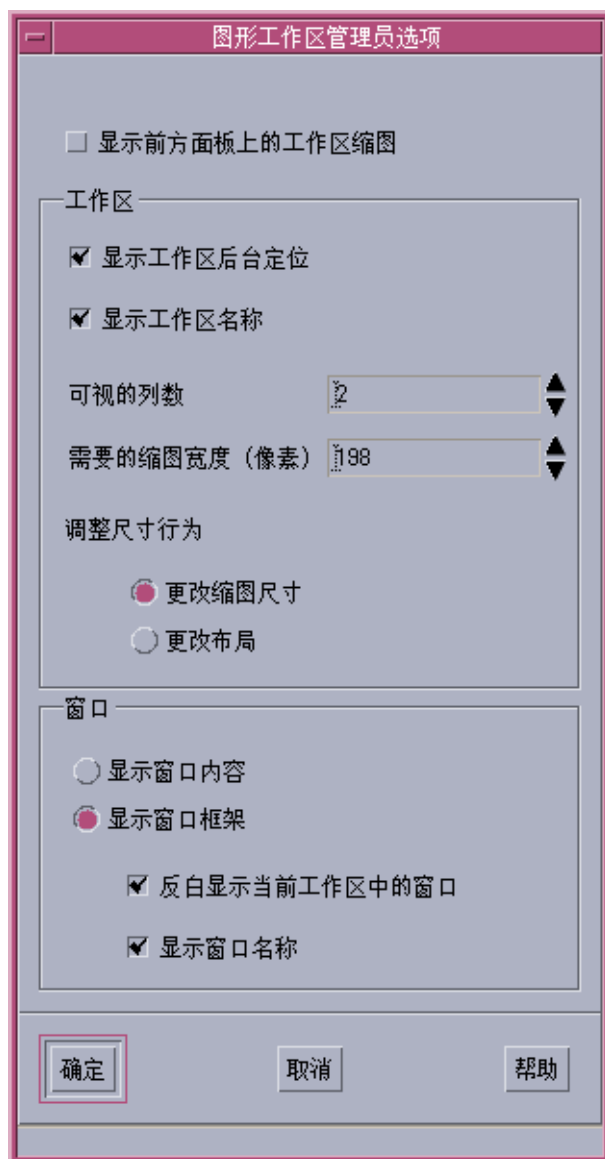 图形工作区管理员选项
显示前方面板上的工作区缩图
工作区
显示工作区后台定位
显示工作区名称
可视的列数 2
需要的缩图宽度 (像素) 198
调整尺寸行为
更改缩图尺寸
更改布局
窗口
显示窗口内容
显示窗口框架
反白显示当前工作区中的窗口
显示窗口名称
确定 取消 帮助